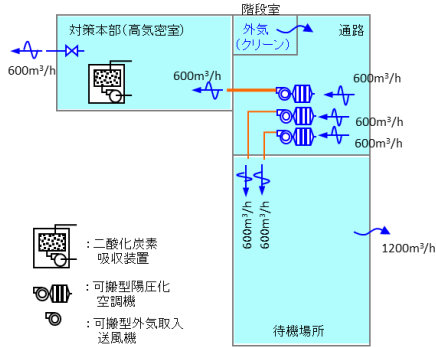 階段室
対策本部（高気密室）
外気
（クリーン）
通路
600m³/h
600m³/h
600m³/h
600m³/h
600m³/h
600m³/h
600m³/h
1200m³/h
：二酸化炭素
吸収装置
：可搬型陽圧化
空調機
：可搬型外気取入
送風機
待機場所